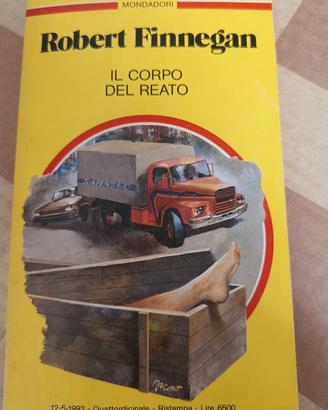 MONDADORI
Robert Finnegan
IL CORPO
DEL REATO
12-5-1992 - Quattordicinale - Ristampa - Lire 6500